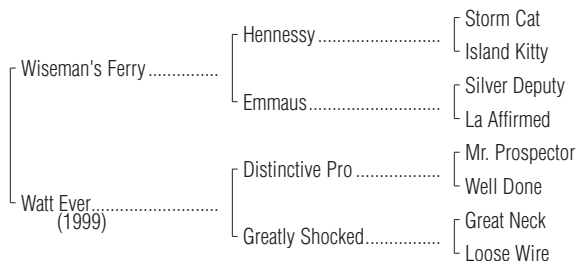 Storm Cat
Hennessy
Island Kitty
Wiseman's Ferry
Silver Deputy
Emmaus
La Affirmed
Mr. Prospector
Distinctive Pro
Well Done
Watt Ever
(1999)
Great Neck
Greatly Shocked
Loose Wire